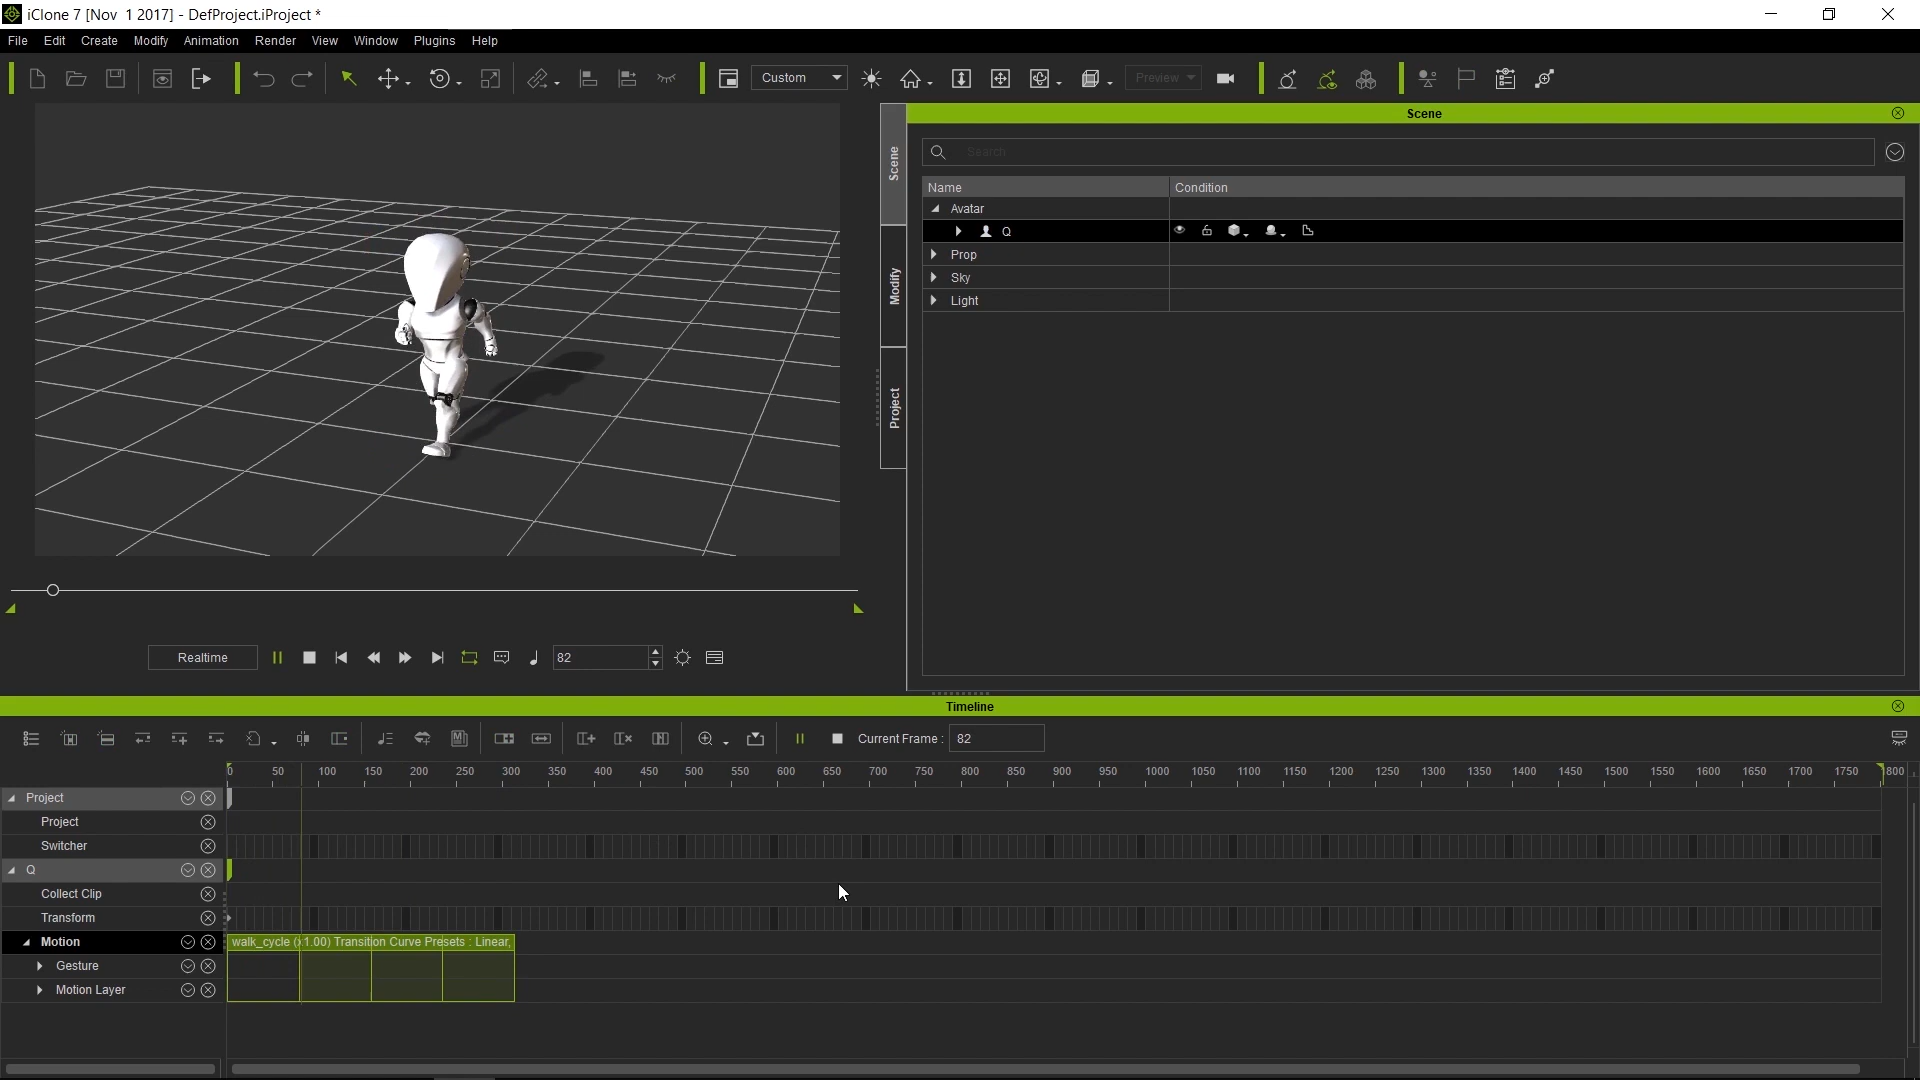 iClone 7 [Nov  1 2017] - DefProject.iProject *
File Edit Create Modify Animation Render View Window Plugins Help
Custom
Preview
Scene
Search
Name Condition
Avatar
Q
Prop
Sky
Light
Scene
Modify
Project
Realtime
82
Timeline
Current Frame : 82
0 50 100 150 200 250 300 350 400 450 500 550 600 650 700 750 800 850 900 950 1000 1050 1100 1150 1200 1250 1300 1350 1400 1450 1500 1550 1600 1650 1700 1750 1800
Project
Project
Switcher
Q
Collect Clip
Transform
Motion
walk_cycle (x1.00) Transition Curve Presets : Linear,
Gesture
Motion Layer